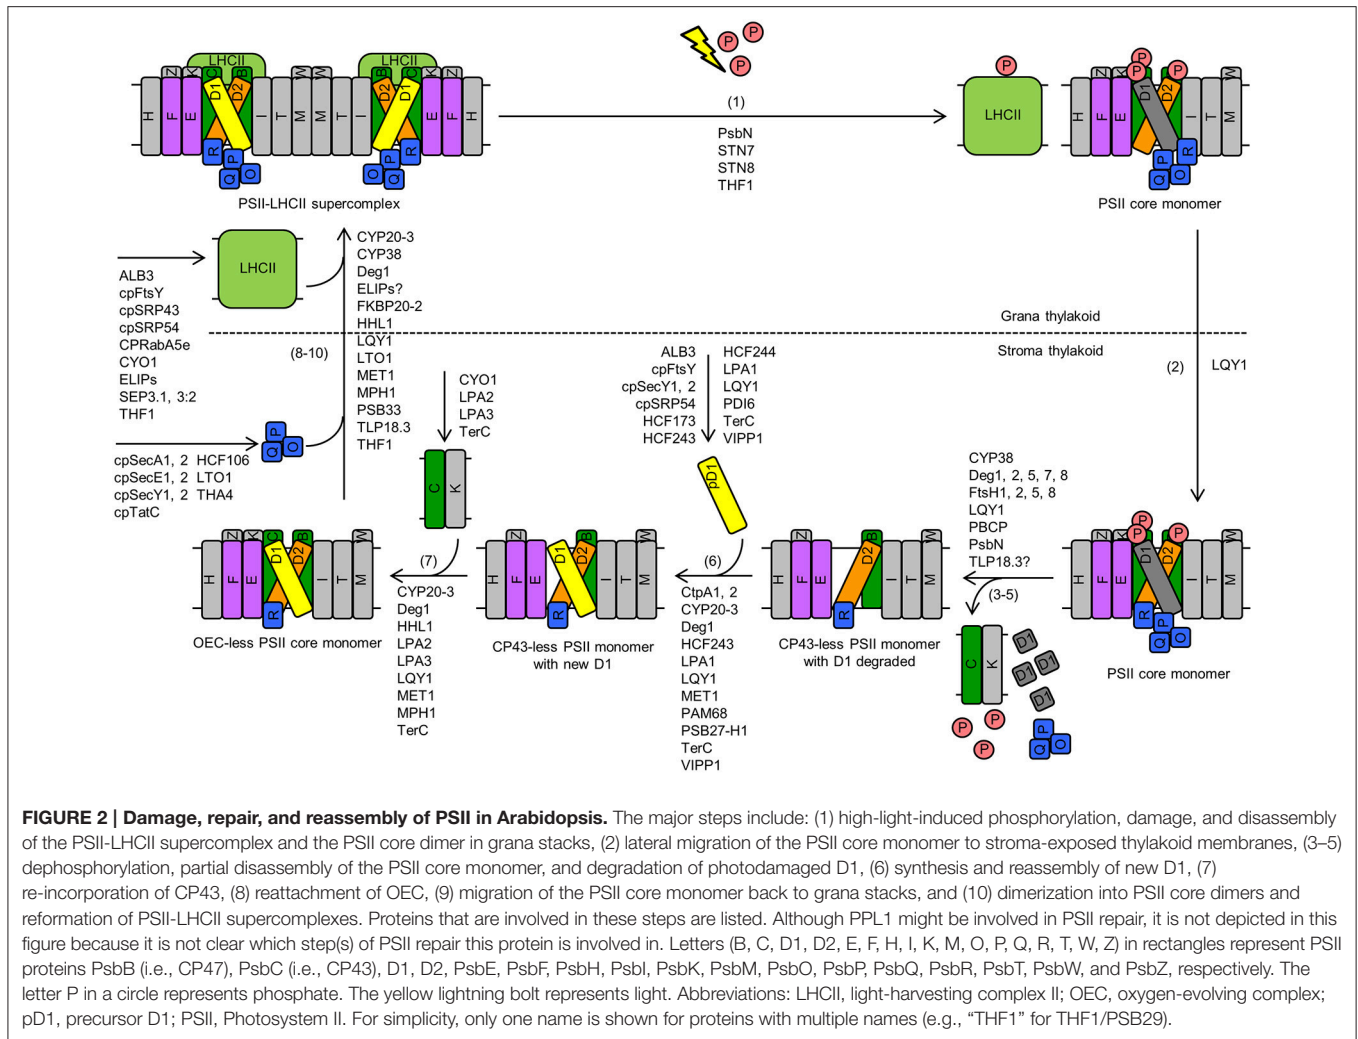 LHCII
LHCII
P
P
P
P
P
P
P
Z
K
C
B
W
W
B
C
K
Z
Z
K
B
W
H
F
E
D1
D2
I
T
M
M
T
I
D2
D1
E
F
H
(1)
LHCII
H
F
E
D1
D2
I
T
M
R
P
Q
O
R
P
Q
O
PsbN
STN7
STN8
THF1
P
Q
O
R
PSII-LHCII supercomplex
PSII core monomer
LHCII
ALB3
cpFtsY
cpSRP43
cpSRP54
CPRabA5e
CYO1
ELIPs
SEP3.1, 3:2
THF1
CYP20-3
CYP38
Deg1
ELIPs?
FKBP20-2
HHL1
LQY1
LTO1
MET1
MPH1
PSB33
TLP18.3
THF1
(8-10)
Grana thylakoid
Stroma thylakoid
(2)
LQY1
P
Q
O
cpSecA1, 2 HCF106
cpSecE1, 2 LTO1
cpSecY1, 2 THA4
cpTatC
CYO1
LPA2
LPA3
TerC
C
K
ALB3
cpFtsY
cpSecY1, 2
cpSRP54
HCF173
HCF243
HCF244
LPA1
LQY1
PDI6
TerC
VIPP1
pD1
CYP38
Deg1, 2, 5, 7, 8
FtsH1, 2, 5, 8
LQY1
PBCP
PsbN
TLP18.3?
(3-5)
Z
K
C
B
W
H
F
E
D1
D2
I
T
M
R
OEC-less PSII core monomer
(7)
CYP20-3
Deg1
HHL1
LPA2
LPA3
LQY1
MET1
MPH1
TerC
Z
B
W
H
F
E
D1
D2
I
T
M
R
CP43-less PSII monomer
with new D1
(6)
CtpA1, 2
CYP20-3
Deg1
HCF243
LPA1
LQY1
MET1
PAM68
PSB27-H1
TerC
VIPP1
Z
B
W
H
F
E
D2
I
T
M
R
CP43-less PSII monomer
with D1 degraded
C
K
D1
D1
D1
D1
P
P
P
P
Q
O
P
P
P
Z
K
B
W
H
F
E
D1
D2
I
T
M
R
P
Q
O
PSII core monomer
FIGURE 2 | Damage, repair, and reassembly of PSII in Arabidopsis. The major steps include: (1) high-light-induced phosphorylation, damage, and disassembly
of the PSII-LHCII supercomplex and the PSII core dimer in grana stacks, (2) lateral migration of the PSII core monomer to stroma-exposed thylakoid membranes, (3–5)
dephosphorylation, partial disassembly of the PSII core monomer, and degradation of photodamaged D1, (6) synthesis and reassembly of new D1, (7)
re-incorporation of CP43, (8) reattachment of OEC, (9) migration of the PSII core monomer back to grana stacks, and (10) dimerization into PSII core dimers and
reformation of PSII-LHCII supercomplexes. Proteins that are involved in these steps are listed. Although PPL1 might be involved in PSII repair, it is not depicted in this
figure because it is not clear which step(s) of PSII repair this protein is involved in. Letters (B, C, D1, D2, E, F, H, I, K, M, O, P, Q, R, T, W, Z) in rectangles represent PSII
proteins PsbB (i.e., CP47), PsbC (i.e., CP43), D1, D2, PsbE, PsbF, PsbH, PsbI, PsbK, PsbM, PsbO, PsbP, PsbQ, PsbR, PsbT, PsbW, and PsbZ, respectively. The
letter P in a circle represents phosphate. The yellow lightning bolt represents light. Abbreviations: LHCII, light-harvesting complex II; OEC, oxygen-evolving complex;
pD1, precursor D1; PSII, Photosystem II. For simplicity, only one name is shown for proteins with multiple names (e.g., “THF1” for THF1/PSB29).